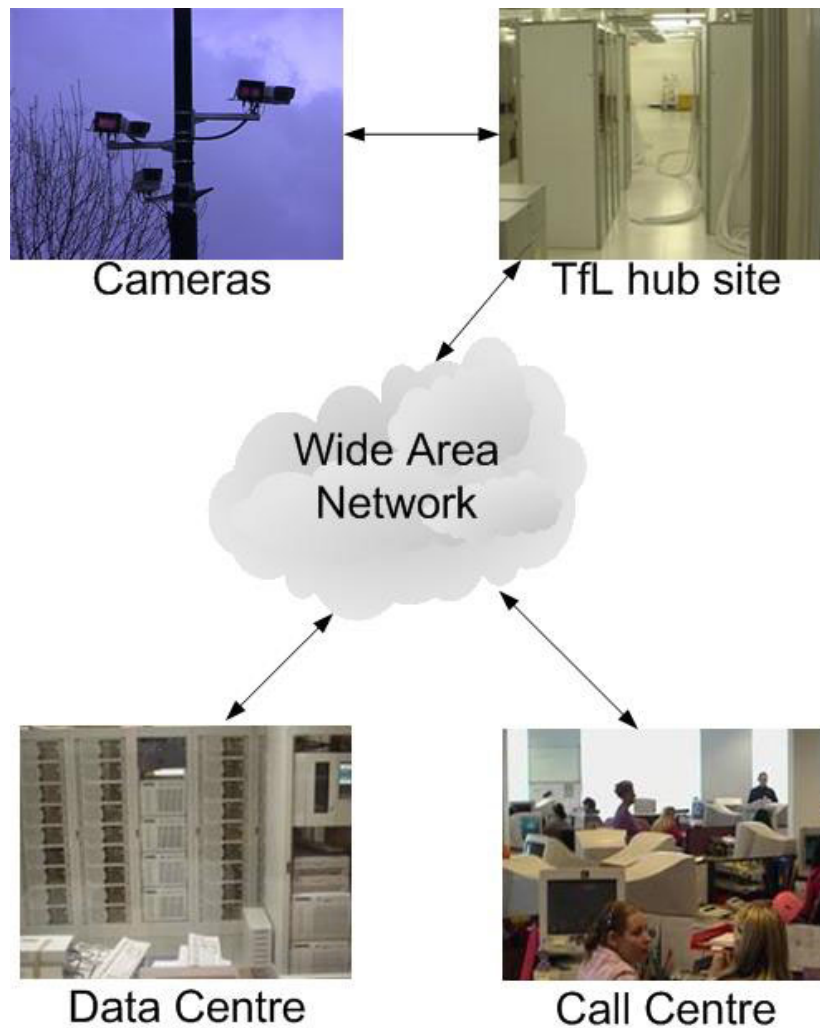 Cameras
TfL hub site
Wide Area
Network
Data Centre
Call Centre